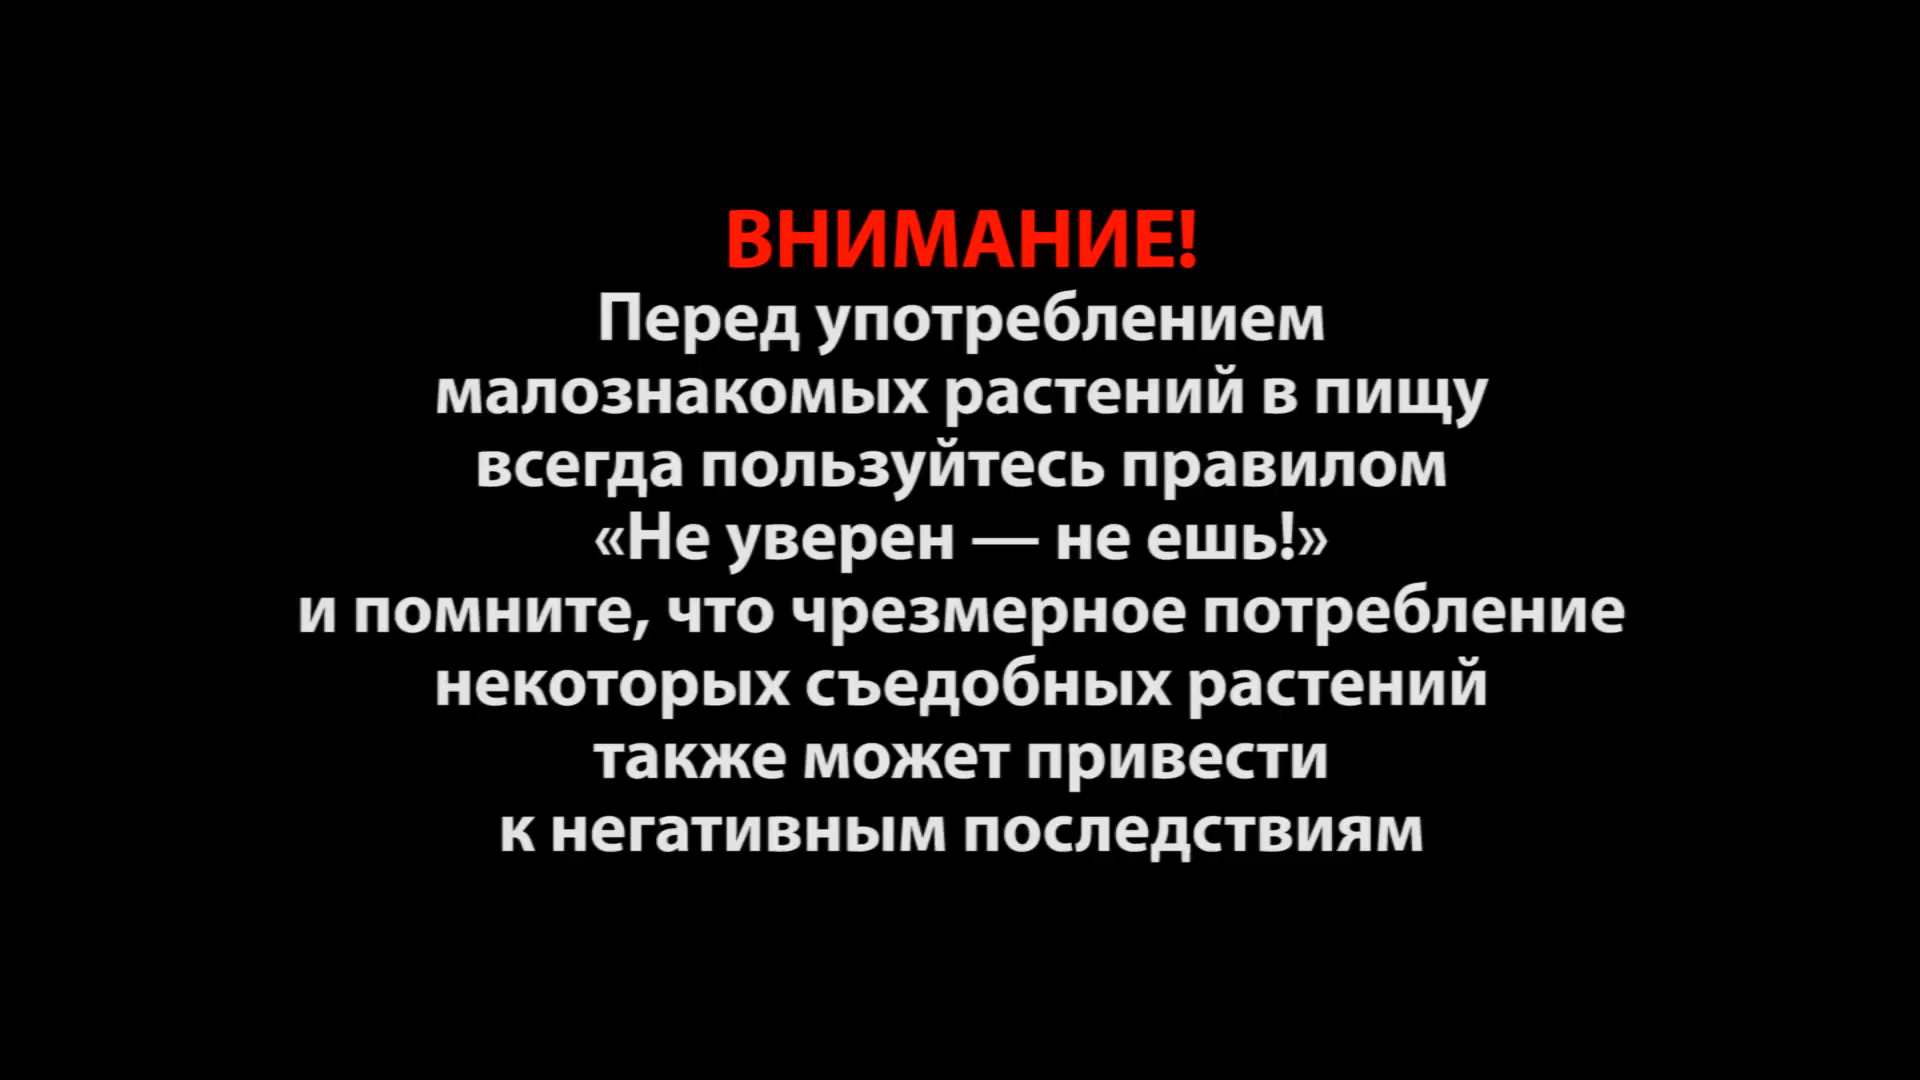 ВНИМАНИЕ!
Перед употреблением
малознакомых растений в пищу
всегда пользуйтесь правилом
«Не уверен — не ешь!»
и помните, что чрезмерное потребление
некоторых съедобных растений
также может привести
к негативным последствиям